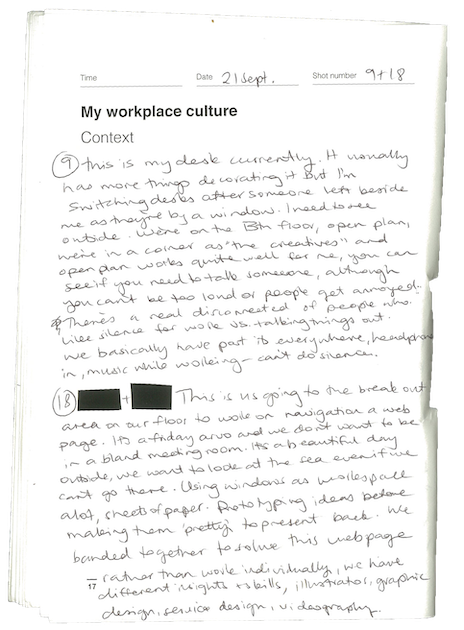 Time Date 21 Sept. Shot number 9 + 18
My workplace culture
Context
9 this is my desk currently. It usually
has more things decorating it but I'm
switching desks after someone left beside
me as they're by a window. I need to see
outside. We're on the 13th floor, open plan,
we're in a corner as "the creatives" and
open plan works quite well for me, you can
see if you need to talk someone, although
you can't be too loud or people get annoyed.
There's a real disconnected of people who
like silence for work vs. talking things out.
we basically have post its everywhere, headphones
in, music while working - can't do silence.
18 + This is us going to the break out
area on our floor to work on navigation a web
page. Its a friday arvo and we don't want to be
in a bland meeting room. Its a beautiful day
outside, we want to look at the sea even if we
can't go there. Using windows as workspace
alot, sheets of paper. Prototyping ideas before
making them 'pretty' to present back. We
banded together to solve this webpage
– rather than work individually, we have
17 different insights + skills, illustrator, graphic
design, service design, videography.